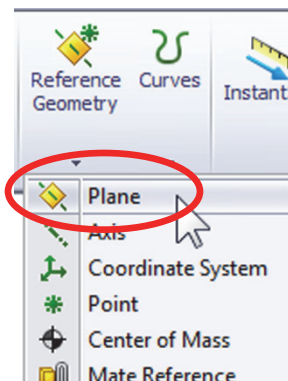 Reference Curves Instant
Geometry
Plane
Axis
Coordinate System
Point
Center of Mass
Mate Reference